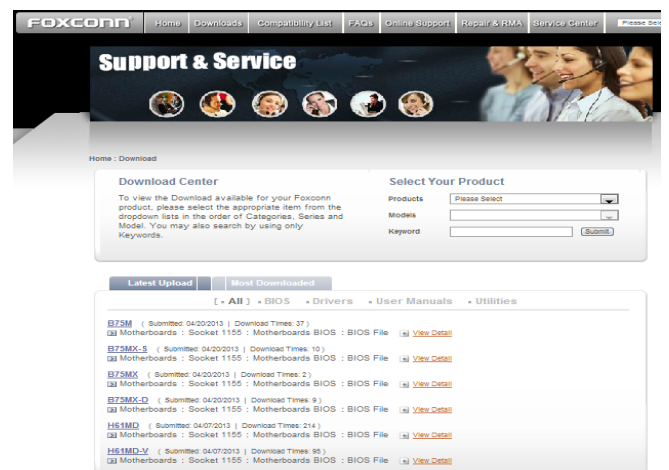 FOXCONN Home Downloads Compatibility List FAQs Online Support Repair & RMA Service Center Please Sele
Support & Service
Home : Download
Download Center
To view the Download available for your Foxconn
product, please select the appropriate item from the
dropdown lists in the order of Categories, Series and
Model. You may also search by using only
Keywords.
Select Your Product
Products Please Select
Models
Keyword Submit
Latest Upload Most Downloaded
[ • All ] • BIOS • Drivers • User Manuals • Utilities
B75M ( Submitted: 04/20/2013 | Download Times: 37 )
Motherboards : Socket 1155 : Motherboards BIOS : BIOS File View Detail
B75MX-S ( Submitted: 04/20/2013 | Download Times: 10 )
Motherboards : Socket 1155 : Motherboards BIOS : BIOS File View Detail
B75MX ( Submitted: 04/20/2013 | Download Times: 2 )
Motherboards : Socket 1155 : Motherboards BIOS : BIOS File View Detail
B75MX-D ( Submitted: 04/20/2013 | Download Times: 9 )
Motherboards : Socket 1155 : Motherboards BIOS : BIOS File View Detail
H61MD ( Submitted: 04/07/2013 | Download Times: 214 )
Motherboards : Socket 1155 : Motherboards BIOS : BIOS File View Detail
H61MD-V ( Submitted: 04/07/2013 | Download Times: 95 )
Motherboards : Socket 1155 : Motherboards BIOS : BIOS File View Detail